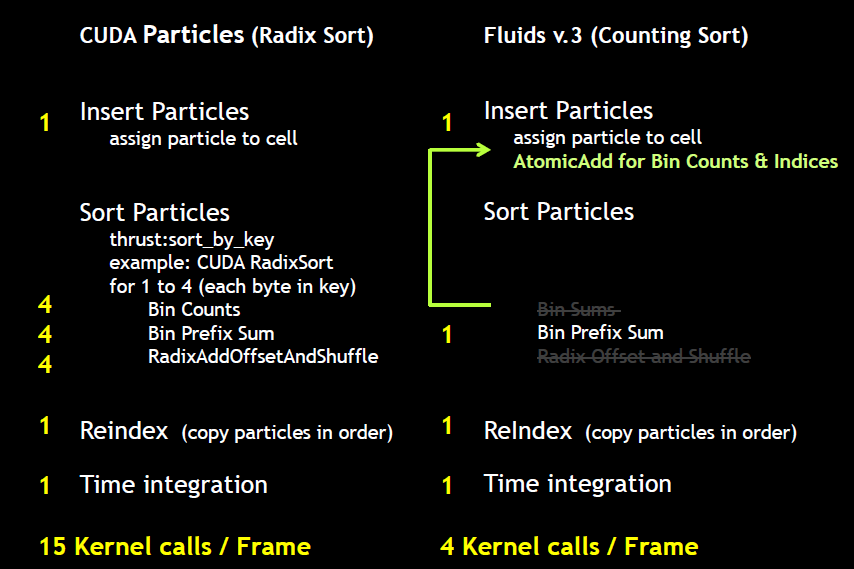 CUDA Particles (Radix Sort)
1 Insert Particles
assign particle to cell
Sort Particles
thrust:sort_by_key
example: CUDA RadixSort
for 1 to 4 (each byte in key)
4 Bin Counts
4 Bin Prefix Sum
4 RadixAddOffsetAndShuffle
1 Reindex (copy particles in order)
1 Time integration
15 Kernel calls / Frame
Fluids v.3 (Counting Sort)
1 Insert Particles
assign particle to cell
AtomicAdd for Bin Counts & Indices
Sort Particles
Bin Sums
1 Bin Prefix Sum
Radix Offset and Shuffle
1 ReIndex (copy particles in order)
1 Time integration
4 Kernel calls / Frame